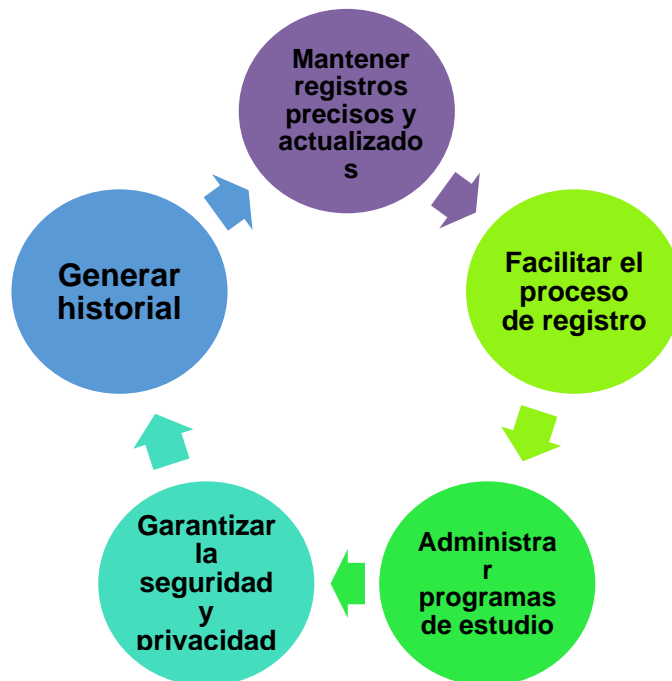 Mantener
registros
precisos y
actualizado
s
Facilitar el
proceso
de registro
Administra
r
programas
de estudio
Garantizar
la
seguridad
y
privacidad
Generar
historial